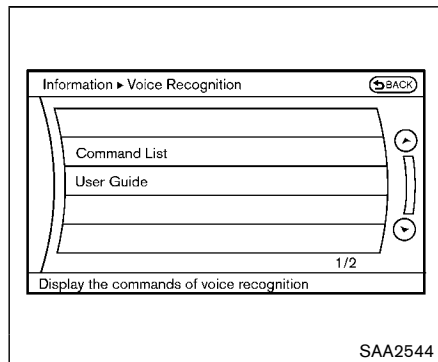 Information ▸ Voice Recognition
BACK
Command List
User Guide
1/2
Display the commands of voice recognition
SAA2544